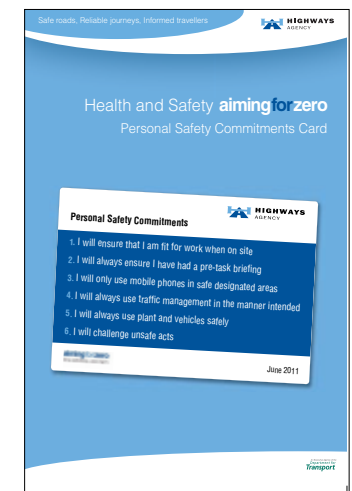 Safe roads, Reliable journeys, Informed travellers
HIGHWAYS
AGENCY
Health and Safety aimingforzero
Personal Safety Commitments Card
HIGHWAYS
AGENCY
Personal Safety Commitments
1. I will ensure that I am fit for work when on site
2. I will always ensure I have had a pre-task briefing
3. I will only use mobile phones in safe designated areas
4. I will always use traffic management in the manner intended
5. I will always use plant and vehicles safely
6. I will challenge unsafe acts
aimingforzero
June 2011
Department for
Transport